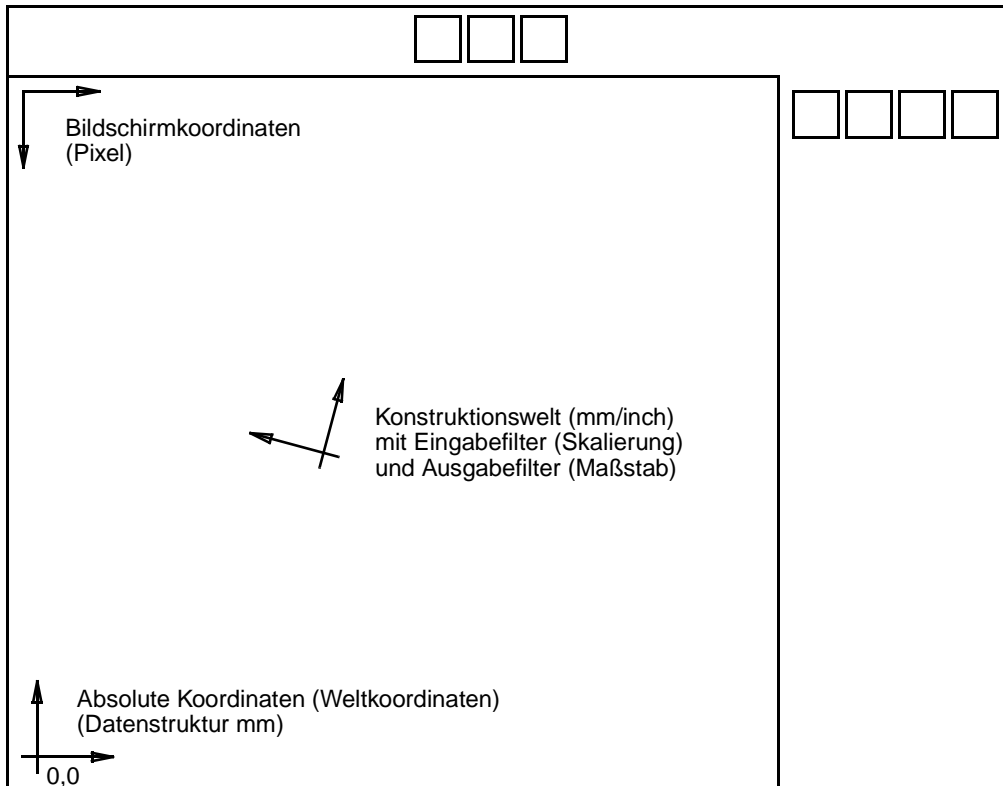 Bildschirmkoordinaten
(Pixel)
Konstruktionswelt (mm/inch)
mit Eingabefilter (Skalierung)
und Ausgabefilter (Maßstab)
Absolute Koordinaten (Weltkoordinaten)
(Datenstruktur mm)
0,0